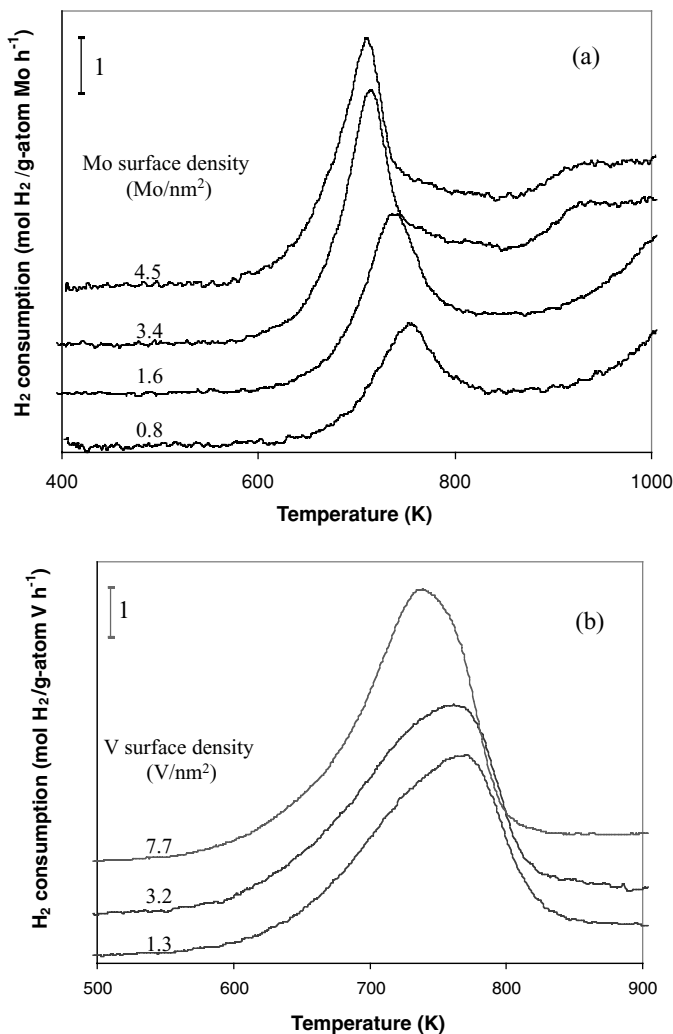 (a)
1
Mo surface density
(Mo/nm²)
4.5
3.4
1.6
0.8
H₂ consumption (mol H₂ /g-atom Mo h⁻¹)
400 600 800 1000
Temperature (K)
(b)
1
V surface density
(V/nm²)
7.7
3.2
1.3
H₂ consumption (mol H₂/g-atom V h⁻¹)
500 600 700 800 900
Temperature (K)